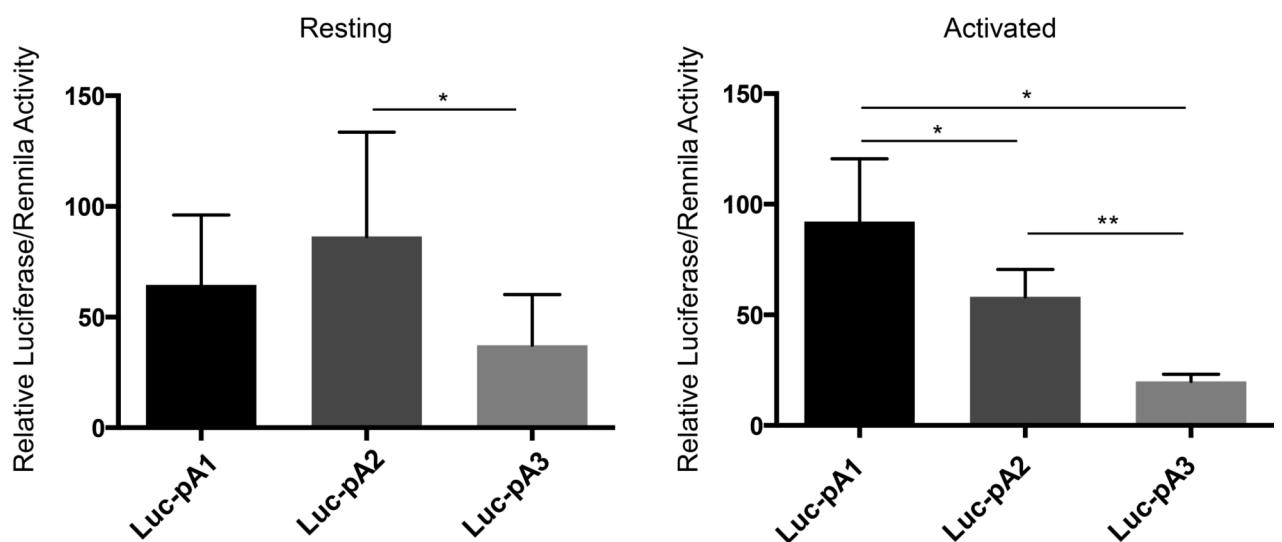 Resting
Relative Luciferase/Rennila Activity
150
100
50
0
*
Luc-pA1
Luc-pA2
Luc-pA3
Activated
Relative Luciferase/Rennila Activity
150
100
50
0
*
*
**
Luc-pA1
Luc-pA2
Luc-pA3